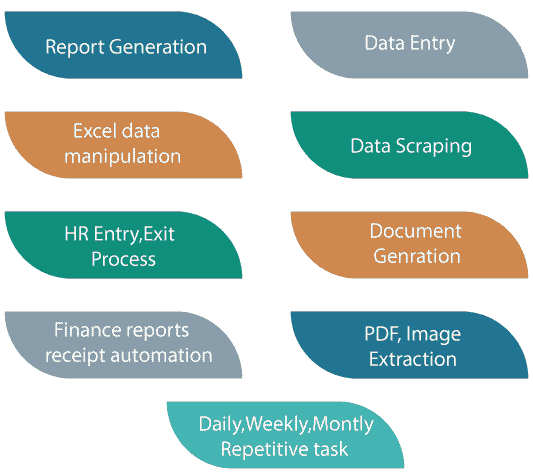 Report Generation
Data Entry
Excel data
manipulation
Data Scraping
HR Entry,Exit
Process
Document
Genration
Finance reports
receipt automation
PDF, Image
Extraction
Daily,Weekly,Montly
Repetitive task